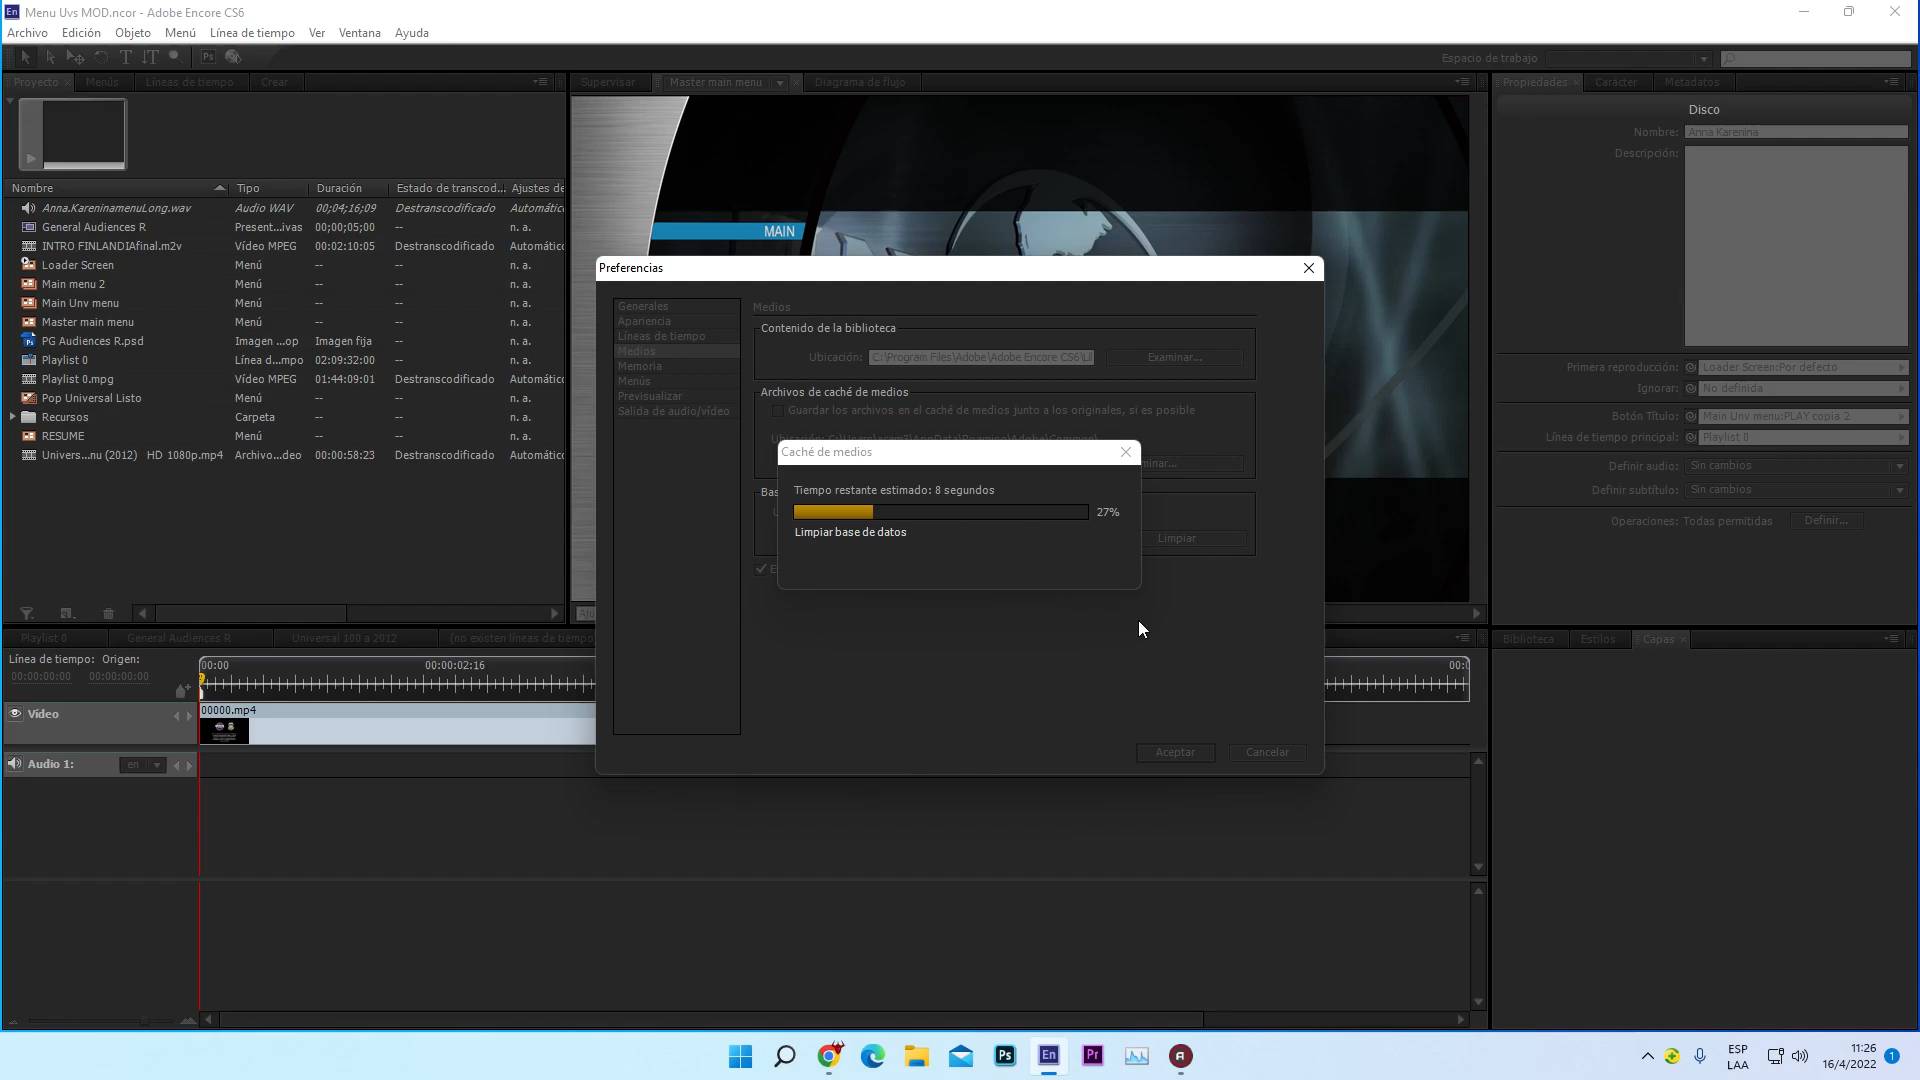 Menu Uvs MOD.ncor - Adobe Encore CS6
Archivo Edición Objeto Menú Línea de tiempo Ver Ventana Ayuda
Espacio de trabajo
Proyecto Menús Líneas de tiempo Crear
Supervisar Master main menu Diagrama de flujo
Propiedades Carácter Metadatos
Disco
Nombre: Anna Karenina
Descripción:
Nombre Tipo Duración Estado de transcod... Ajustes de
Anna.KareninamenuLong.wav Audio WAV 00;04;16;09 Destranscodificado Automátic
General Audiences R Present...ivas 00;00;05;00 -- n. a.
INTRO FINLANDIAfinal.m2v Vídeo MPEG 00:02:10:05 Destranscodificado Automátic
Loader Screen Menú -- -- n. a.
Main menu 2 Menú -- -- n. a.
Main Unv menu Menú -- -- n. a.
Master main menu Menú -- -- n. a.
PG Audiences R.psd Imagen ...op Imagen fija -- n. a.
Playlist 0 Línea d...mpo 02:09:32:00 -- n. a.
Playlist 0.mpg Vídeo MPEG 01:44:09:01 Destranscodificado Automátic
Pop Universal Listo Menú -- -- n. a.
Recursos Carpeta -- -- n. a.
RESUME Menú -- -- n. a.
Univers...nu (2012) HD 1080p.mp4 Archivo...deo 00:00:58:23 Destranscodificado Automátic
MAIN
Preferencias
Generales
Apariencia
Líneas de tiempo
Medios
Memoria
Menús
Previsualizar
Salida de audio/vídeo
Medios
Contenido de la biblioteca
Ubicación: C:\Program Files\Adobe\Adobe Encore CS6\Lil Examinar...
Archivos de caché de medios
Guardar los archivos en el caché de medios junto a los originales, si es posible
Caché de medios
Tiempo restante estimado: 8 segundos
27%
Limpiar base de datos
Limpiar
Aceptar Cancelar
Primera reproducción: Loader Screen:Por defecto
Ignorar: No definida
Botón Título: Main Unv menu:PLAY copia 2
Línea de tiempo principal: Playlist 0
Definir audio: Sin cambios
Definir subtítulo: Sin cambios
Operaciones: Todas permitidas Definir...
Playlist 0 General Audiences R Universal 100 a 2012 (no existen líneas de tiempo
Biblioteca Estilos Capas
Línea de tiempo: Origen:
00:00:00:00 00:00:00:00
00:00 00:00:02:16
Vídeo
00000.mp4
Audio 1: en
ESP
LAA
11:26
16/4/2022
1